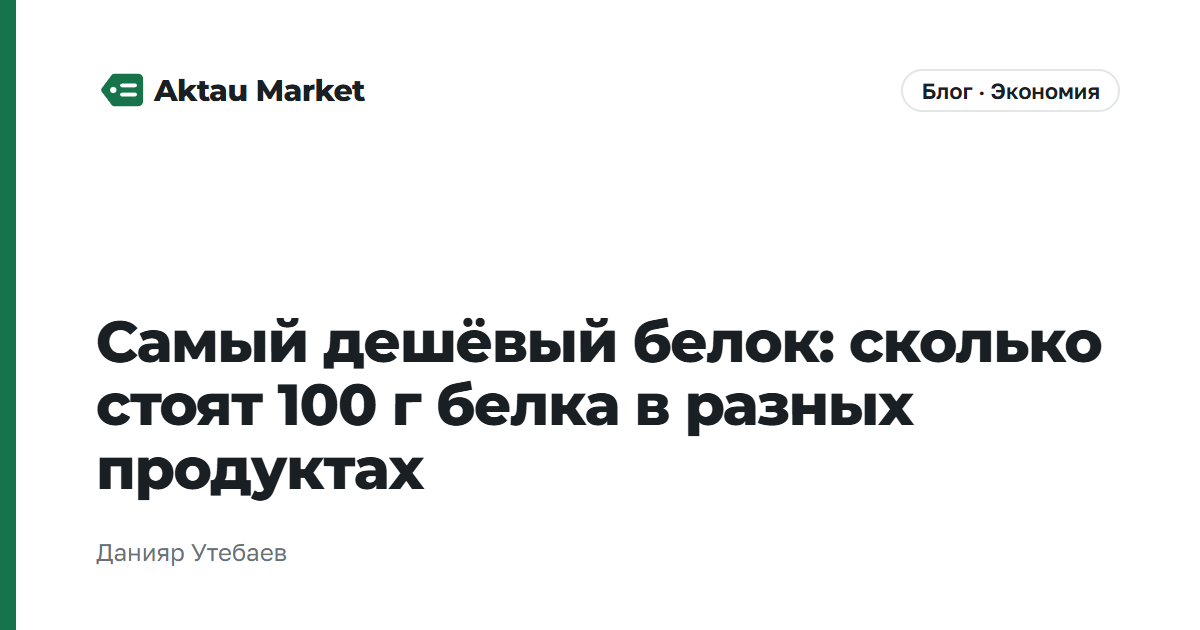 Aktau Market
Блог · Экономия
Самый дешёвый белок: сколько
стоят 100 г белка в разных
продуктах
Данияр Утебаев